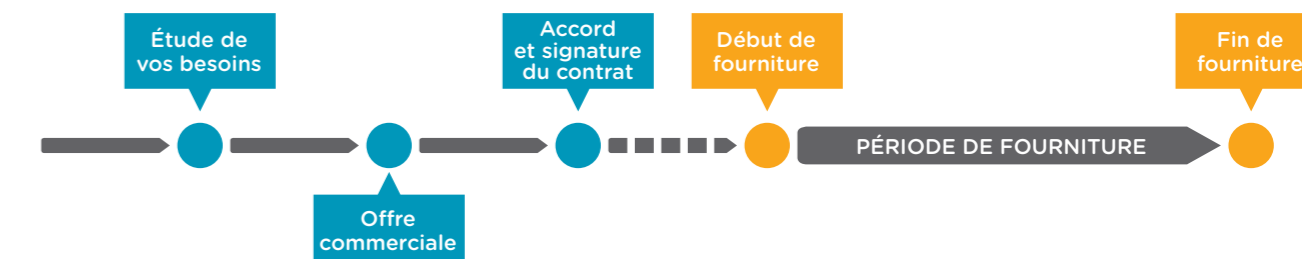 Étude de
vos besoins
Offre
commerciale
Accord
et signature
du contrat
Début de
fourniture
PÉRIODE DE FOURNITURE
Fin de
fourniture